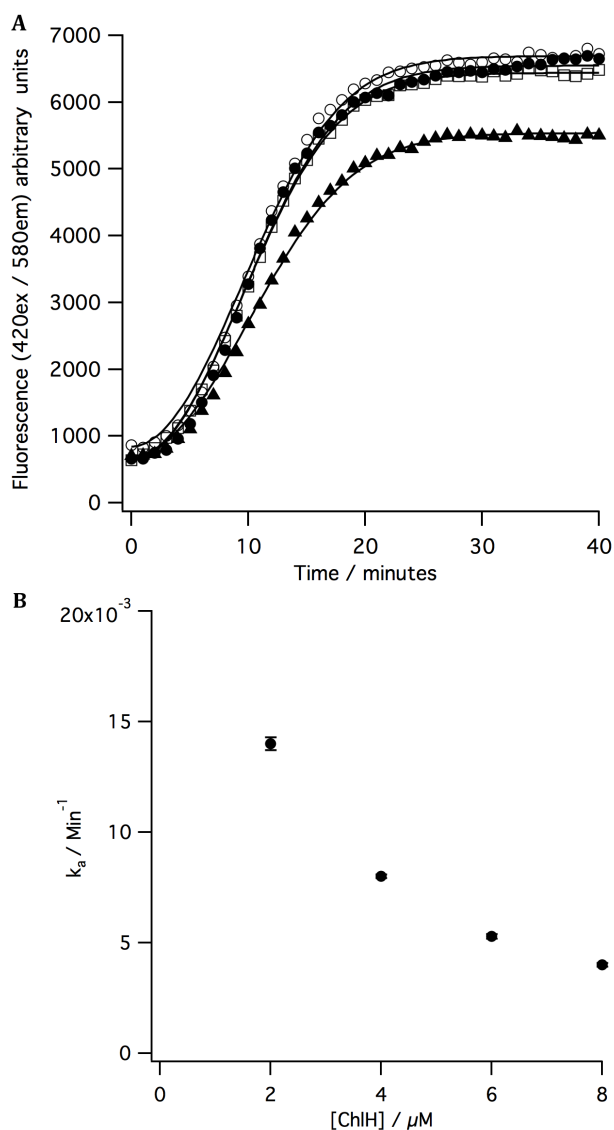 A
Fluorescence (420ex / 580em) arbitrary units
7000
6000
5000
4000
3000
2000
1000
0
0 10 20 30 40
Time / minutes
B
kₐ / Min⁻¹
20x10⁻³
15
10
5
0
0 2 4 6 8
[ChlH] / µM